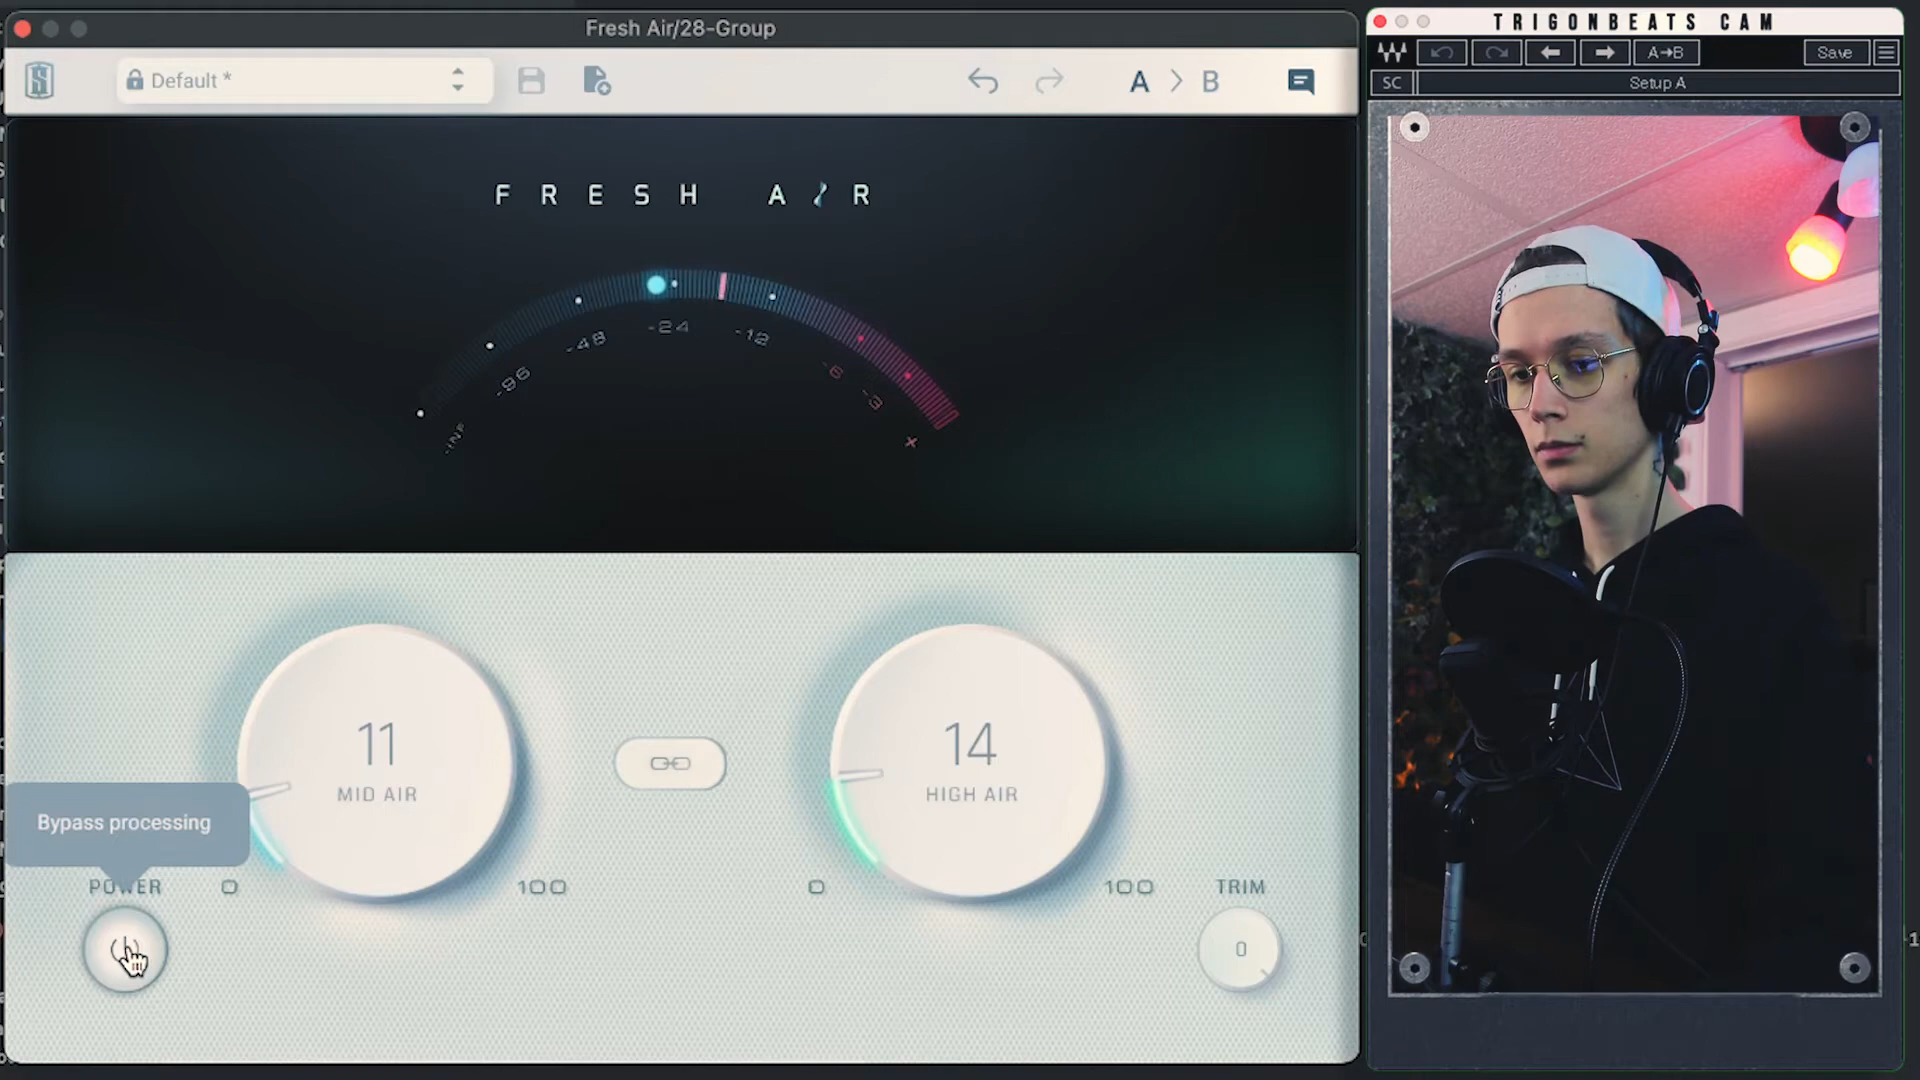 Fresh Air/28-Group
Default *
A > B
FRESH AIR
-INF
-96
-48
-24
-12
-6
-3
+
11
MID AIR
14
HIGH AIR
Bypass processing
POWER
0
100
0
100
TRIM
0
TRIGONBEATS CAM
A→B
Save
SC
Setup A